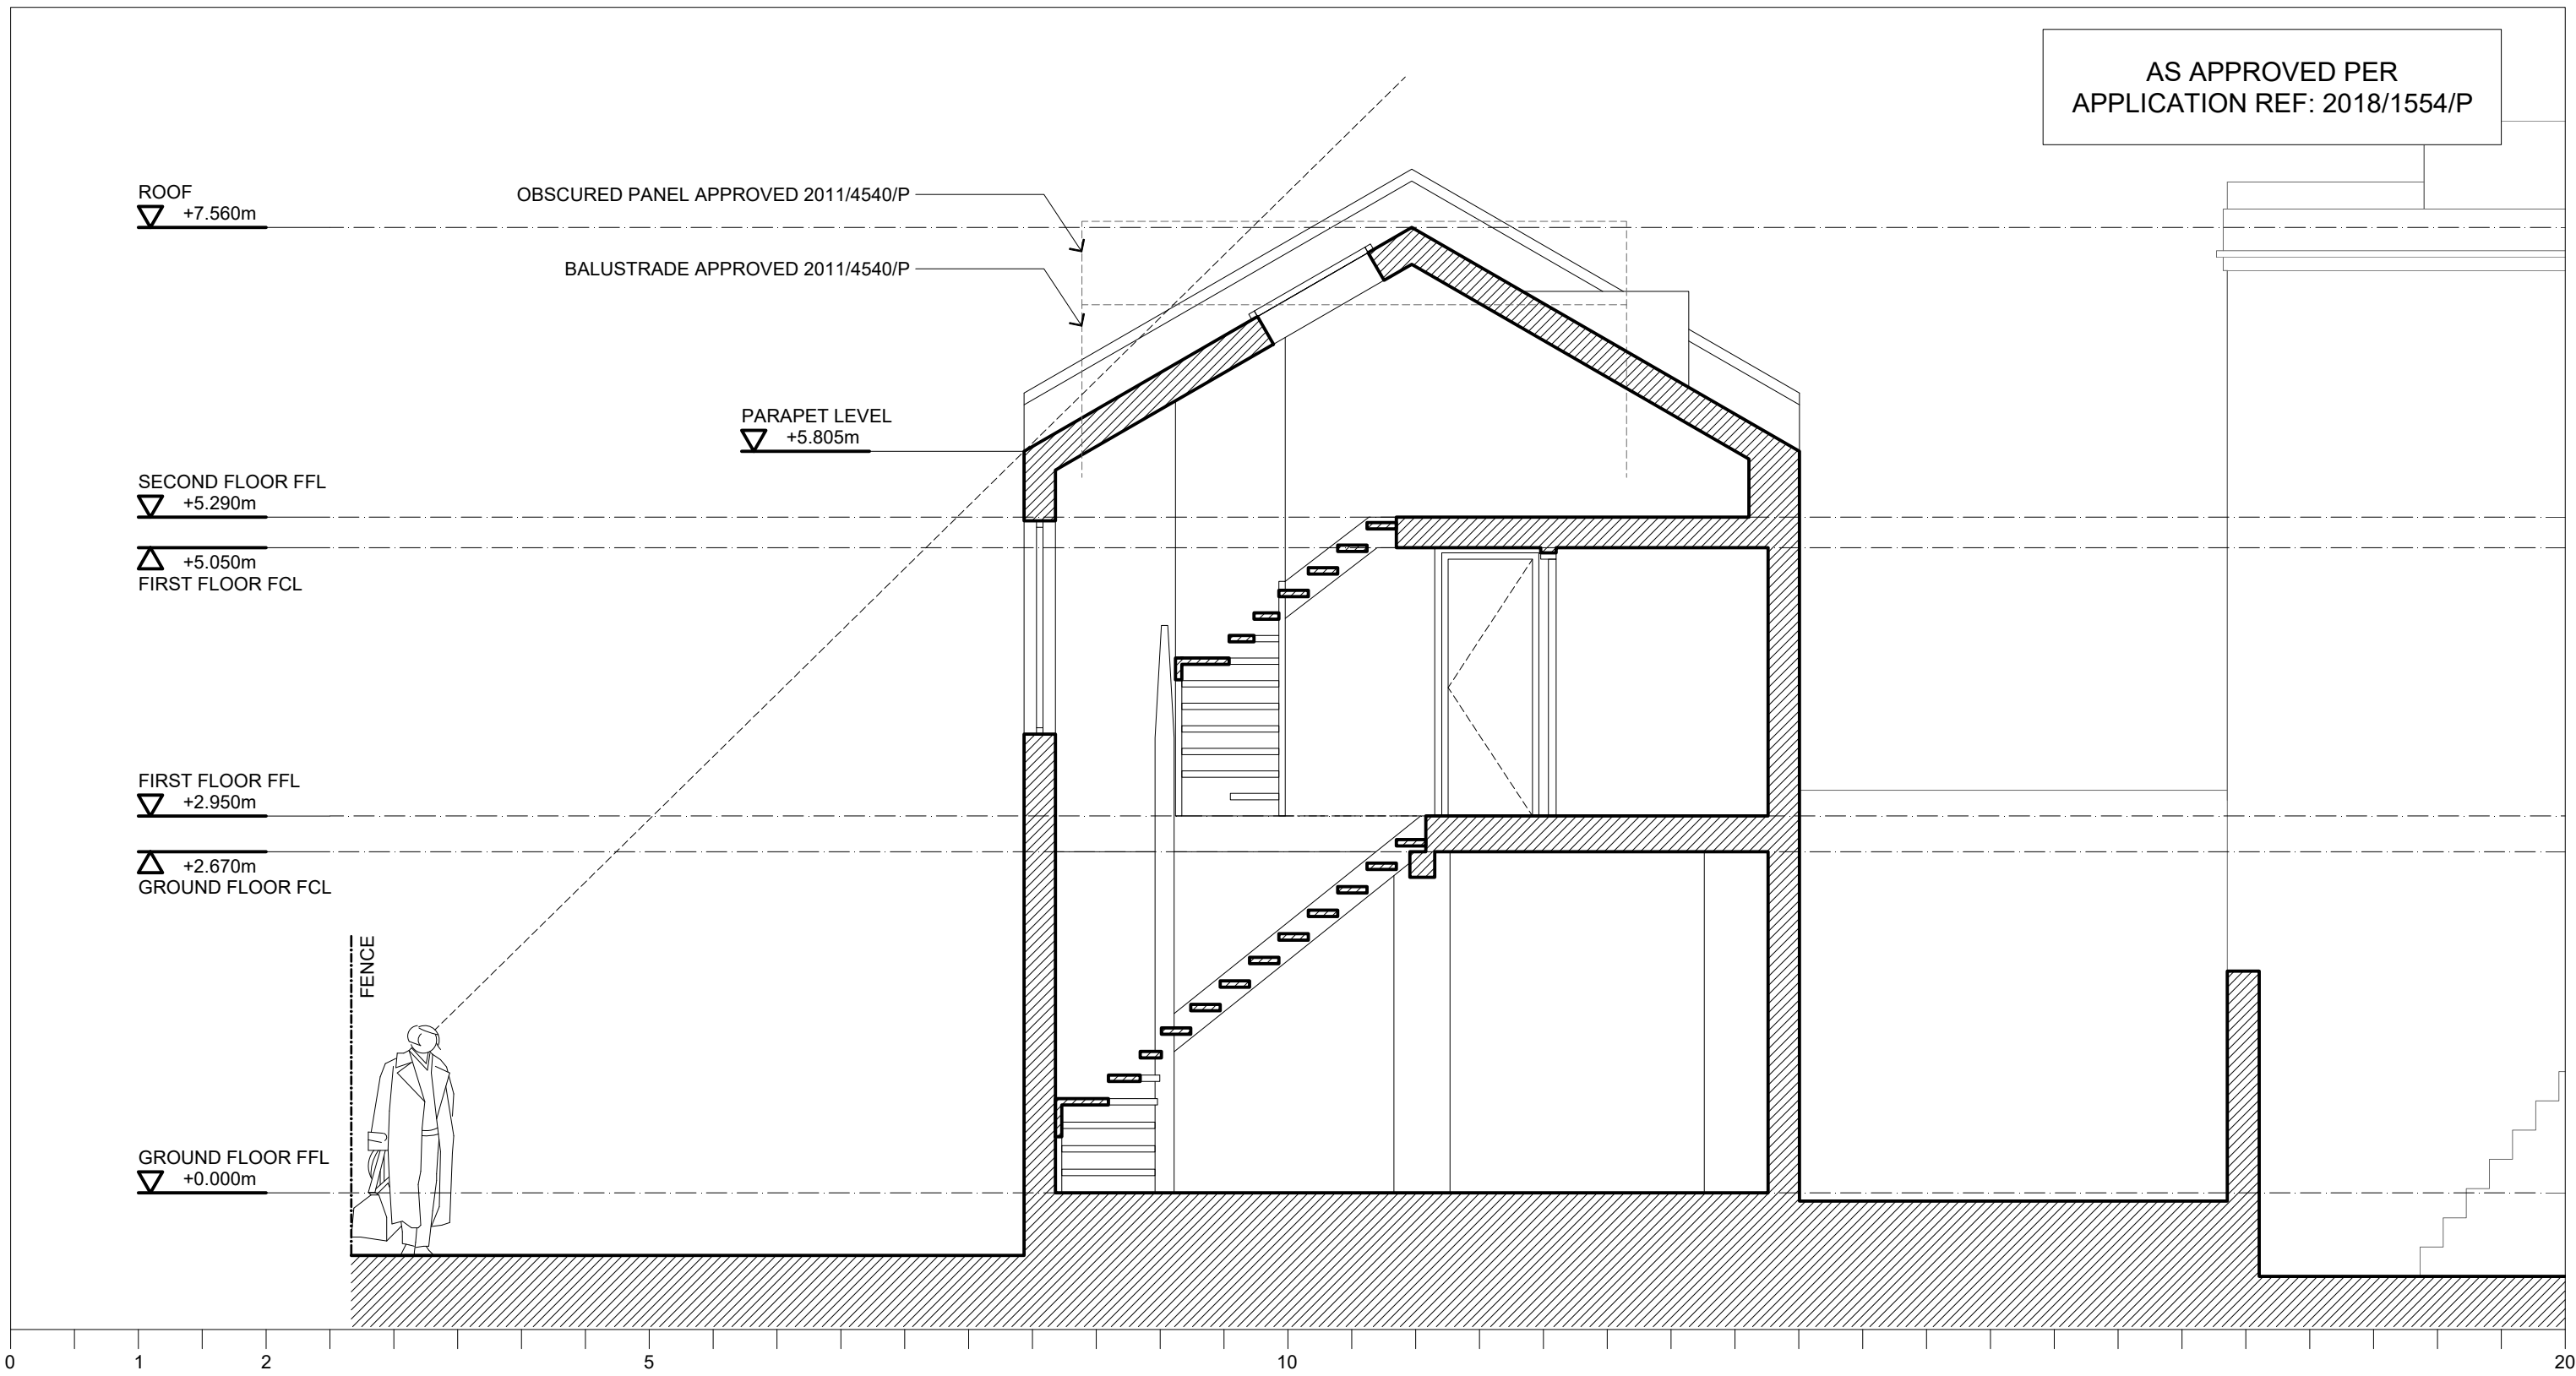 AS APPROVED PER
APPLICATION REF: 2018/1554/P
ROOF
+7.560m
OBSCURED PANEL APPROVED 2011/4540/P
BALUSTRADE APPROVED 2011/4540/P
PARAPET LEVEL
+5.805m
SECOND FLOOR FFL
+5.290m
+5.050m
FIRST FLOOR FCL
FIRST FLOOR FFL
+2.950m
+2.670m
GROUND FLOOR FCL
FENCE
GROUND FLOOR FFL
+0.000m
0 1 2 5 10 20